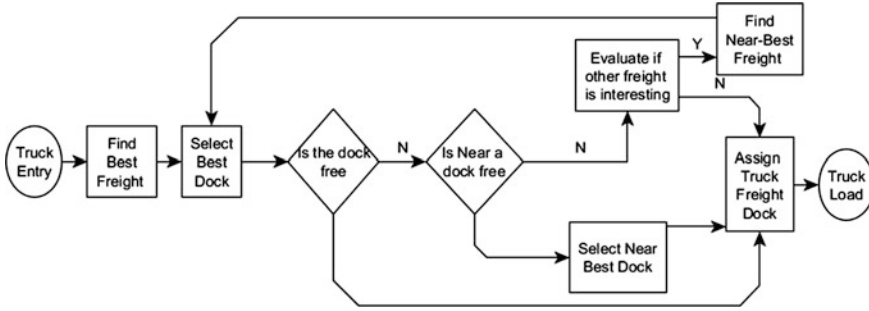 Truck
Entry
Find
Best
Freight
Select
Best
Dock
Is the dock
free
N
Is Near a
dock free
N
Evaluate if
other freight
is interesting
Y
N
Find
Near-Best
Freight
Select Near
Best Dock
Assign
Truck
Freight
Dock
Truck
Load